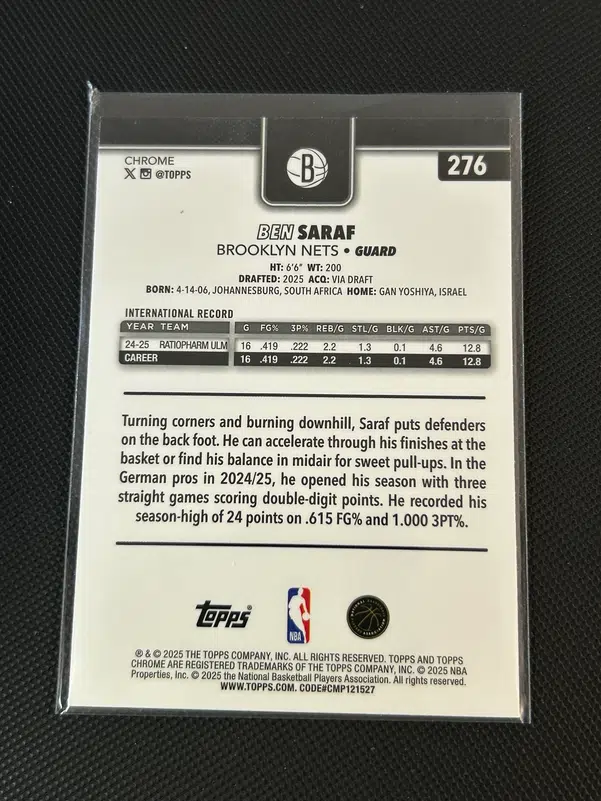 CHROME
276
X @TOPPS
B
BEN SARAF
BROOKLYN NETS • GUARD
HT: 6'6" WT: 200
DRAFTED: 2025 ACQ: VIA DRAFT
BORN: 4-14-06, JOHANNESBURG, SOUTH AFRICA HOME: GAN YOSHIYA, ISRAEL
INTERNATIONAL RECORD
YEAR TEAM G FG% 3P% REB/G STL/G BLK/G AST/G PTS/G
24-25 RATIOPHARM ULM 16 .419 .222 2.2 1.3 0.1 4.6 12.8
CAREER 16 .419 .222 2.2 1.3 0.1 4.6 12.8
Turning corners and burning downhill, Saraf puts defenders
on the back foot. He can accelerate through his finishes at the
basket or find his balance in midair for sweet pull-ups. In the
German pros in 2024/25, he opened his season with three
straight games scoring double-digit points. He recorded his
season-high of 24 points on .615 FG% and 1.000 3PT%.
Topps
NBA
® & © 2025 THE TOPPS COMPANY, INC. ALL RIGHTS RESERVED. TOPPS AND TOPPS
CHROME ARE REGISTERED TRADEMARKS OF THE TOPPS COMPANY, INC. © 2025 NBA
Properties, Inc. © 2025 the National Basketball Players Association. All rights reserved.
WWW.TOPPS.COM. CODE#CMP121527